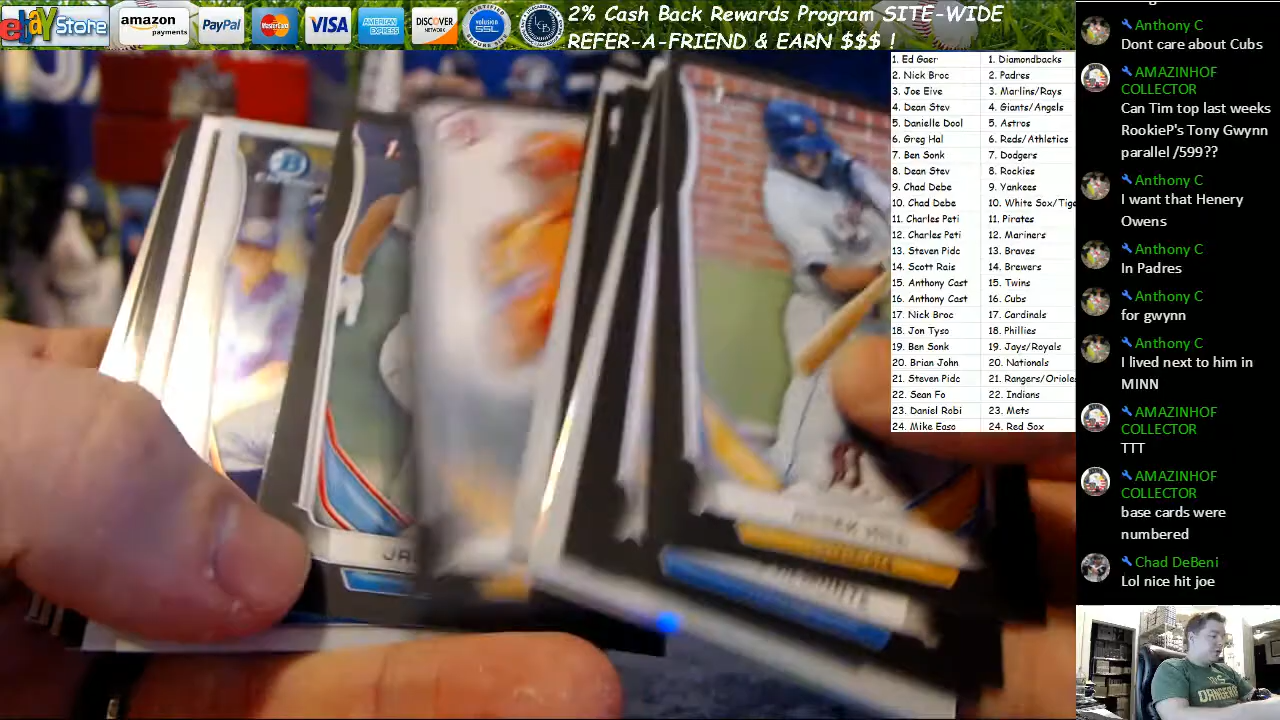 ebay Store
amazon payments
PayPal
MasterCard
VISA
AMERICAN EXPRESS
DISCOVER NETWORK
volusion SSL
2% Cash Back Rewards Program SITE-WIDE
REFER-A-FRIEND & EARN $$$ !
1. Ed Gaer 1. Diamondbacks
2. Nick Broc 2. Padres
3. Joe Eive 3. Marlins/Rays
4. Dean Stev 4. Giants/Angels
5. Danielle Dool 5. Astros
6. Greg Hal 6. Reds/Athletics
7. Ben Sonk 7. Dodgers
8. Dean Stev 8. Rockies
9. Chad Debe 9. Yankees
10. Chad Debe 10. White Sox/Tige
11. Charles Peti 11. Pirates
12. Charles Peti 12. Mariners
13. Steven Pidc 13. Braves
14. Scott Rais 14. Brewers
15. Anthony Cast 15. Twins
16. Anthony Cast 16. Cubs
17. Nick Broc 17. Cardinals
18. Jon Tyso 18. Phillies
19. Ben Sonk 19. Jays/Royals
20. Brian John 20. Nationals
21. Steven Pidc 21. Rangers/Oriole
22. Sean Fo 22. Indians
23. Daniel Robi 23. Mets
24. Mike Easo 24. Red Sox
Anthony C
Dont care about Cubs
AMAZINHOF
COLLECTOR
Can Tim top last weeks
RookieP's Tony Gwynn
parallel /599??
Anthony C
I want that Henery
Owens
Anthony C
In Padres
Anthony C
for gwynn
Anthony C
I lived next to him in
MINN
AMAZINHOF
COLLECTOR
TTT
AMAZINHOF
COLLECTOR
base cards were
numbered
Chad DeBeni
Lol nice hit joe
JA